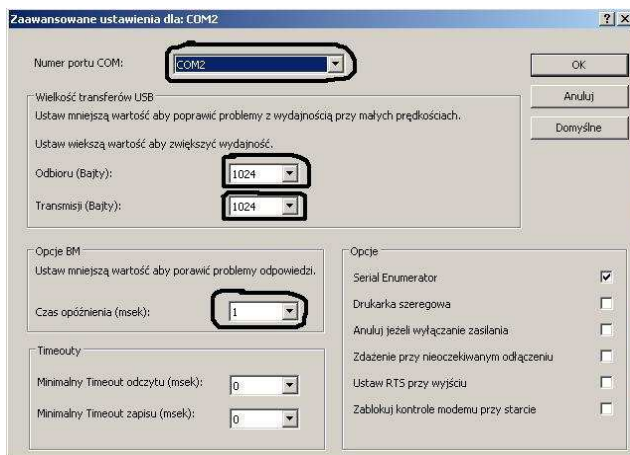 Zaawansowane ustawienia dla: COM2
Numer portu COM:
COM2
OK
Anuluj
Domyślne
Wielkość transferów USB
Ustaw mniejszą wartość aby poprawić problemy z wydajnością przy małych prędkościach.
Ustaw wiekszą wartość aby zwiększyć wydajność.
Odbioru (Bajty):
1024
Transmisji (Bajty):
1024
Opcje BM
Ustaw mniejszą wartość aby porawić problemy odpowiedzi.
Czas opóźnienia (msek):
1
Timeouty
Minimalny Timeout odczytu (msek):
0
Minimalny Timeout zapisu (msek):
0
Opcje
Serial Enumerator
Drukarka szeregowa
Anuluj jeżeli wyłączanie zasilania
Zdażenie przy nieoczekiwanym odłączeniu
Ustaw RTS przy wyjściu
Zablokuj kontrole modemu przy starcie